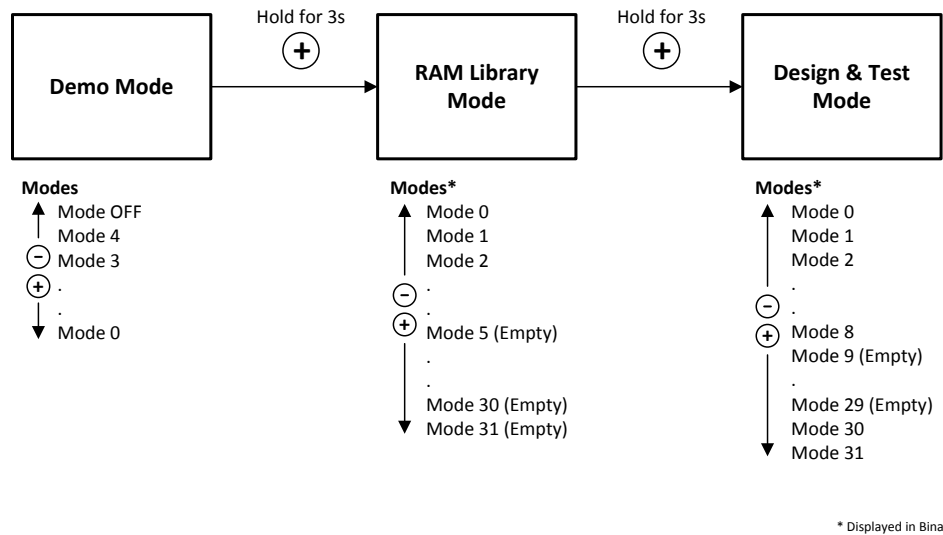 Hold for 3s
+
Hold for 3s
+
Demo Mode
RAM Library
Mode
Design & Test
Mode
Modes
Mode OFF
Mode 4
− Mode 3
+ .
.
Mode 0
Modes*
Mode 0
Mode 1
Mode 2
− .
.
+ Mode 5 (Empty)
.
.
Mode 30 (Empty)
Mode 31 (Empty)
Modes*
Mode 0
Mode 1
Mode 2
.
− .
+ Mode 8
Mode 9 (Empty)
.
Mode 29 (Empty)
Mode 30
Mode 31
* Displayed in Bina